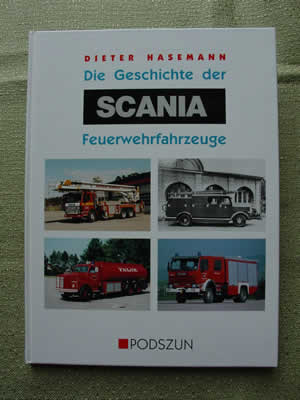 DIETER HASEMANN
Die Geschichte der
SCANIA
Feuerwehrfahrzeuge
PODSZUN